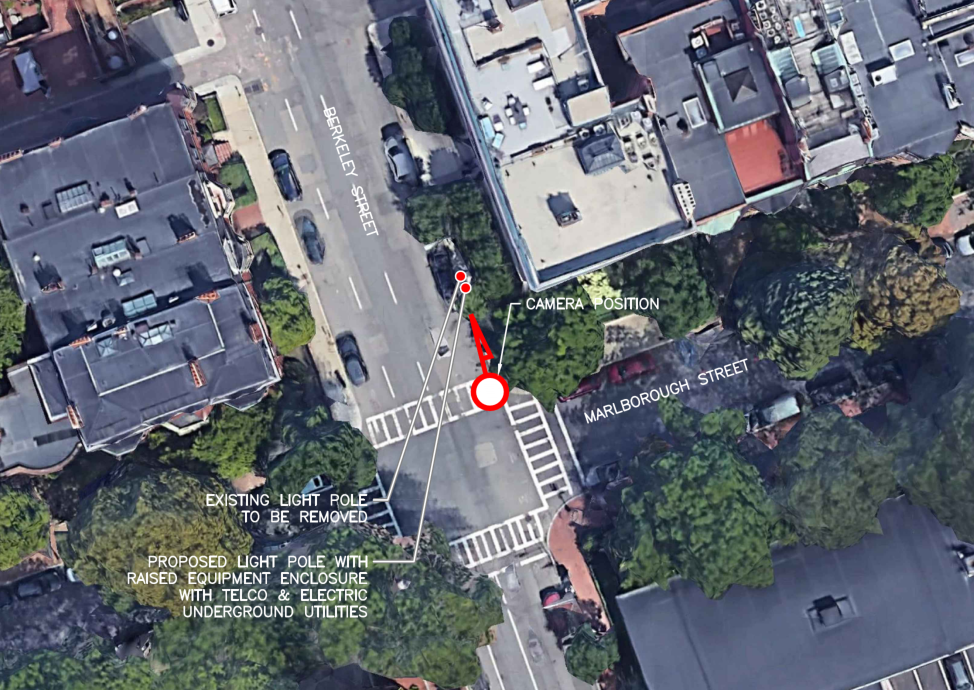 BERKELEY STREET
CAMERA POSITION
MARLBOROUGH STREET
EXISTING LIGHT POLE
TO BE REMOVED
PROPOSED LIGHT POLE WITH
RAISED EQUIPMENT ENCLOSURE
WITH TELCO & ELECTRIC
UNDERGROUND UTILITIES